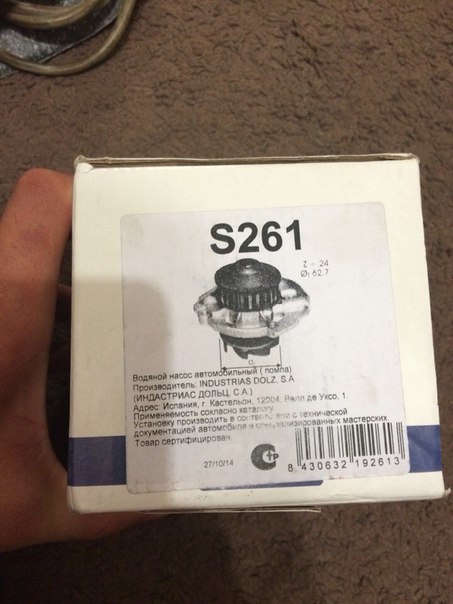 S261
Z = 24
Ø: 62.7
Водяной насос автомобильный ( помпа)
Производитель: INDUSTRIAS DOLZ. S.A
(ИНДАСТРИАС ДОЛЬЦ, С.А.)
Адрес: Испания, г. Кастельон, 12004, Валл де Уксо, 1.
Применяемость согласно каталогу
Установку производить в соответствии с технической
документацией автомобиля в специализированных мастерских.
Товар сертифицирован.
27/10/14
8 430632 192613